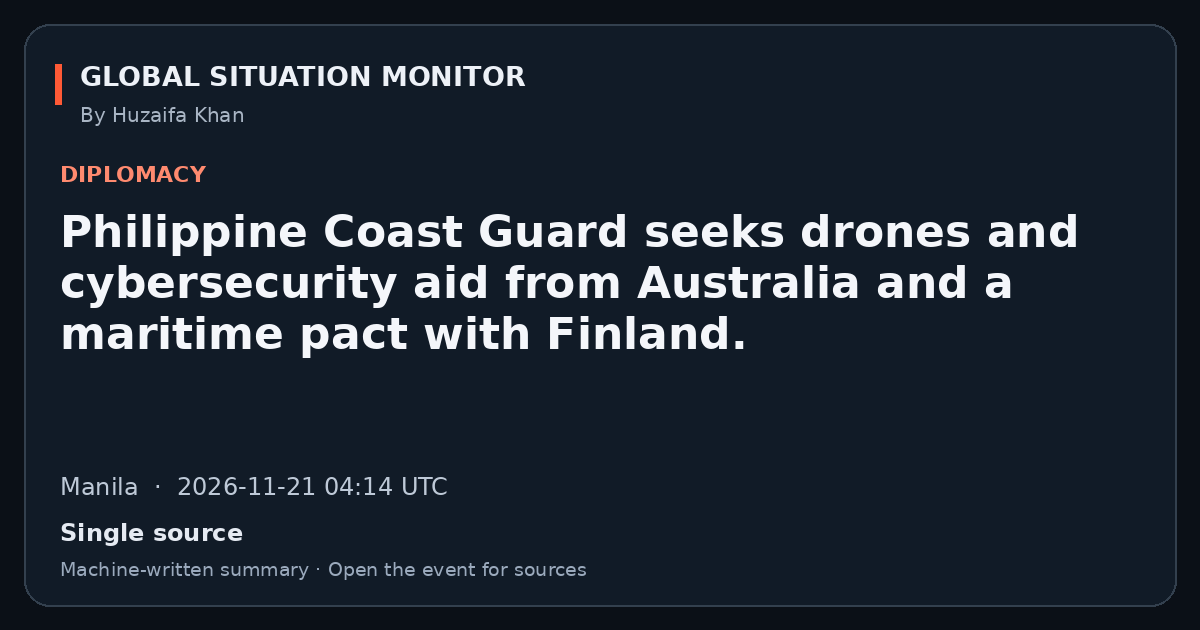 GLOBAL SITUATION MONITOR
By Huzaifa Khan
DIPLOMACY
Philippine Coast Guard seeks drones and
cybersecurity aid from Australia and a
maritime pact with Finland.
Manila · 2026-11-21 04:14 UTC
Single source
Machine-written summary · Open the event for sources